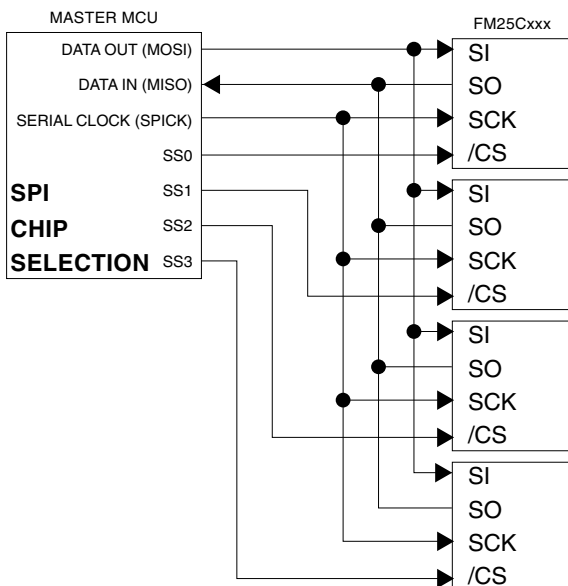 MASTER MCU
DATA OUT (MOSI)
DATA IN (MISO)
SERIAL CLOCK (SPICK)
SS0
SPI SS1
CHIP SS2
SELECTION SS3
FM25Cxxx
SI
SO
SCK
/CS
SI
SO
SCK
/CS
SI
SO
SCK
/CS
SI
SO
SCK
/CS